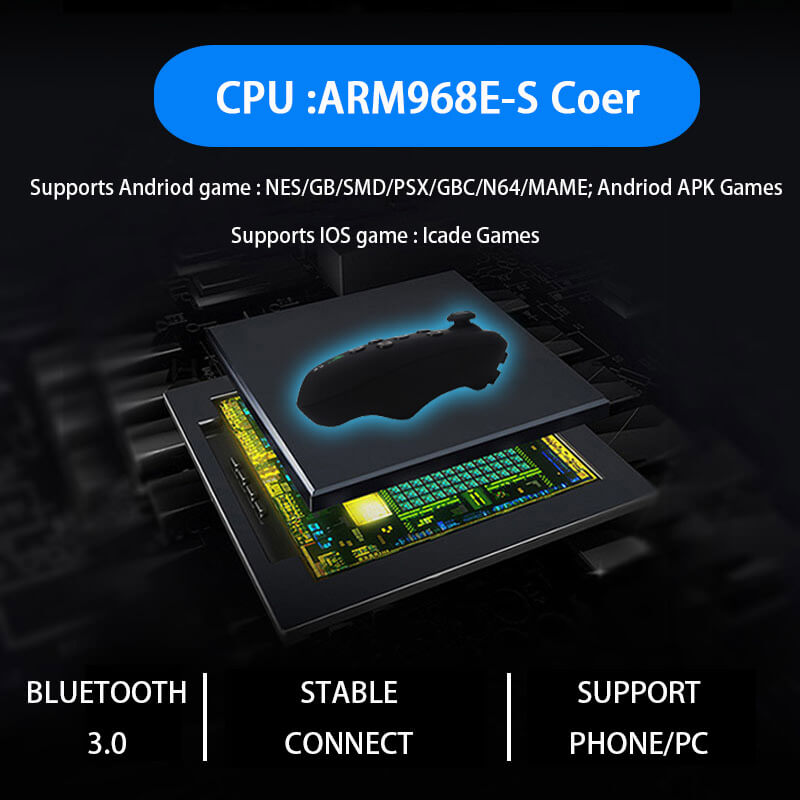 CPU :ARM968E-S Coer
Supports Andriod game : NES/GB/SMD/PSX/GBC/N64/MAME; Andriod APK Games
Supports IOS game : Icade Games
BLUETOOTH
3.0
STABLE
CONNECT
SUPPORT
PHONE/PC